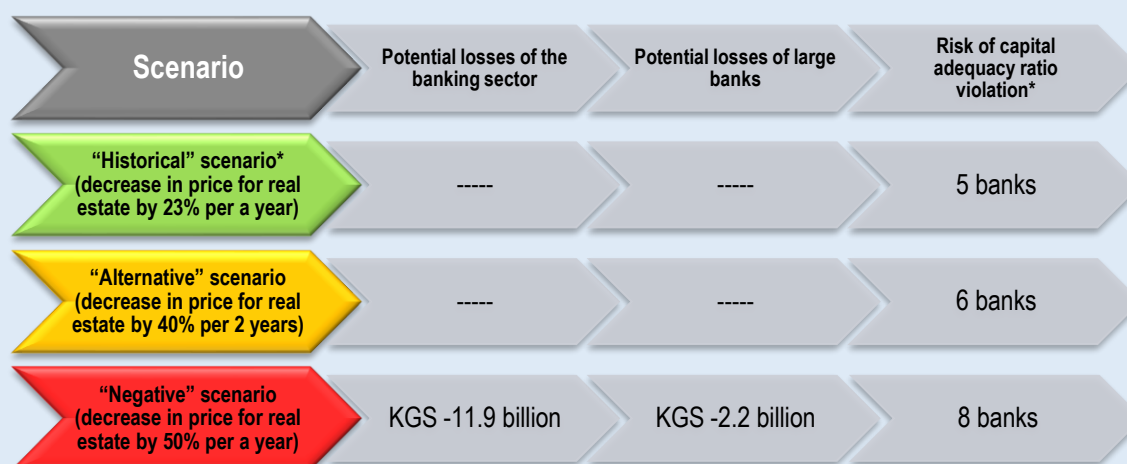 Scenario
Potential losses of the
banking sector
Potential losses of large
banks
Risk of capital
adequacy ratio
violation*
“Historical” scenario*
(decrease in price for real
estate by 23% per a year)
-----
-----
5 banks
“Alternative” scenario
(decrease in price for real
estate by 40% per 2 years)
-----
-----
6 banks
“Negative” scenario
(decrease in price for real
estate by 50% per a year)
KGS -11.9 billion
KGS -2.2 billion
8 banks